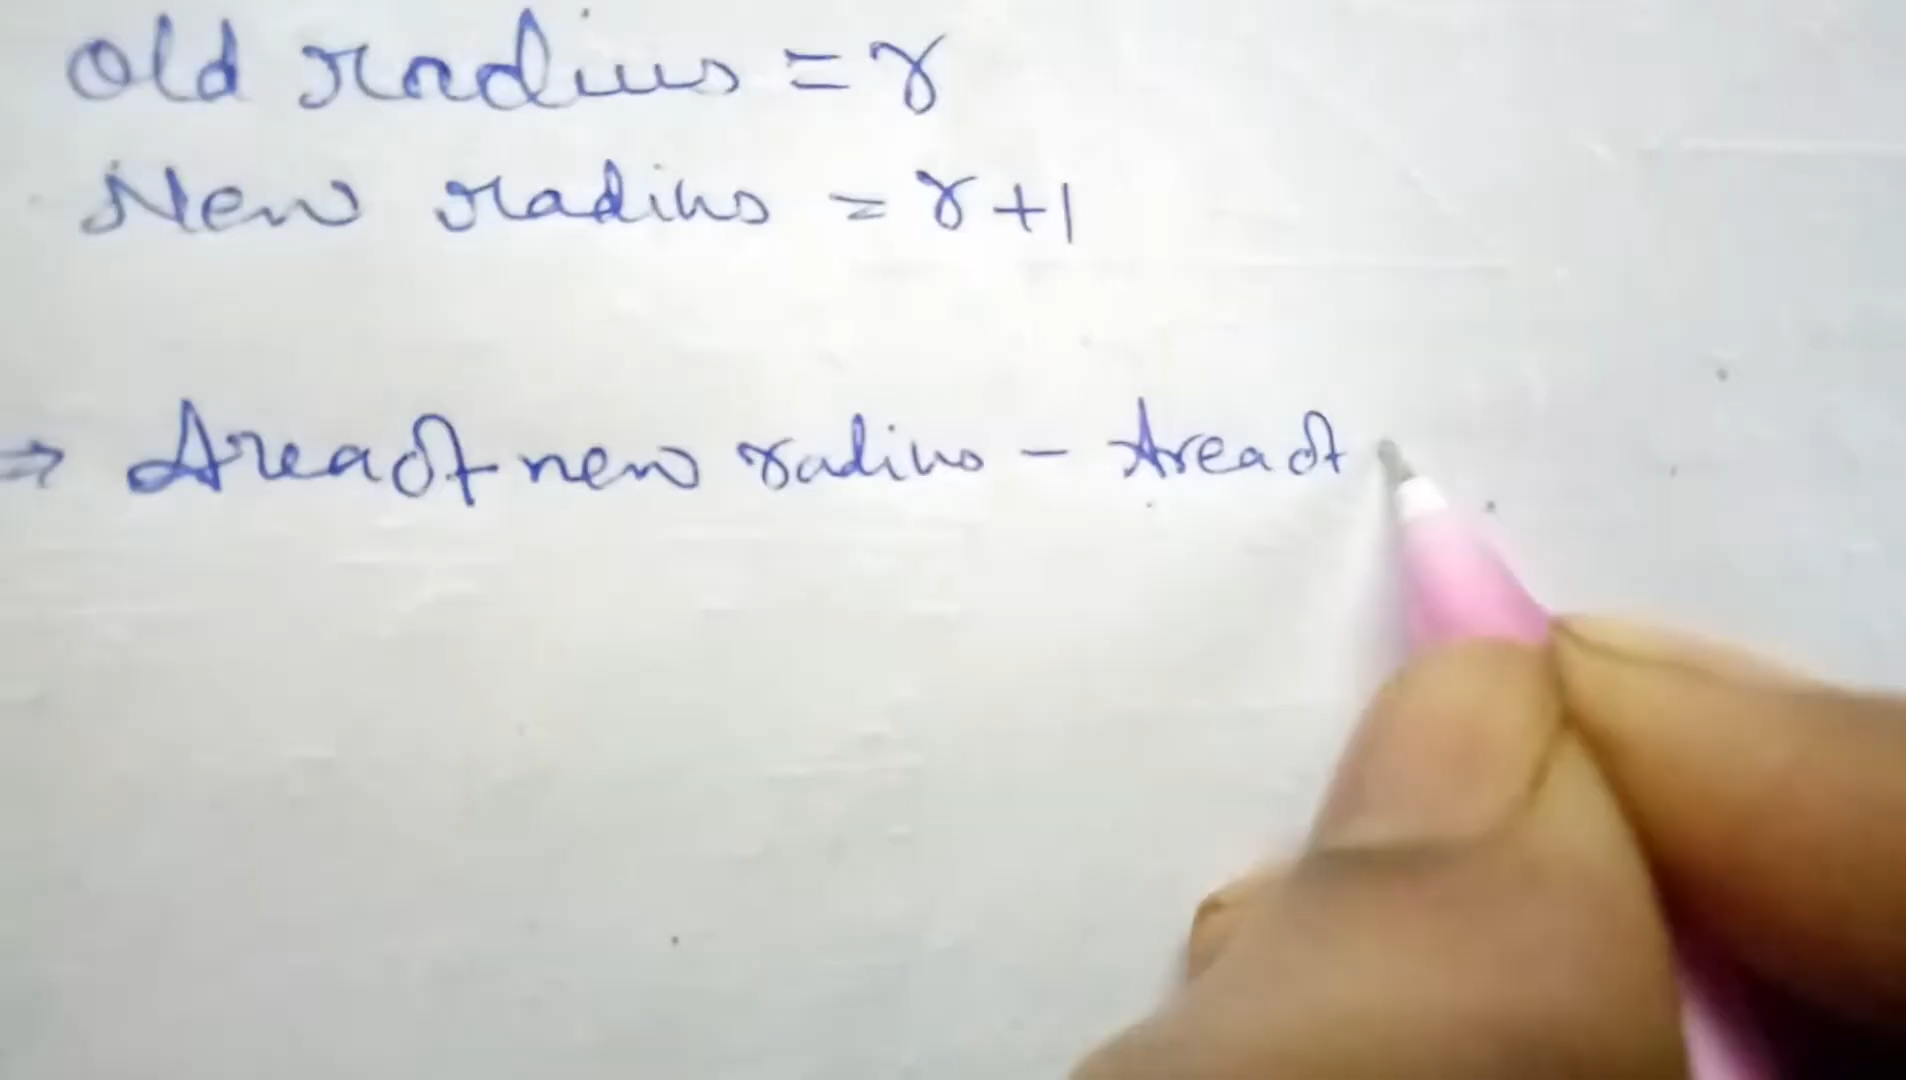 Old radius = r
New radius = r+1
⇒ Area of new radius - Area of